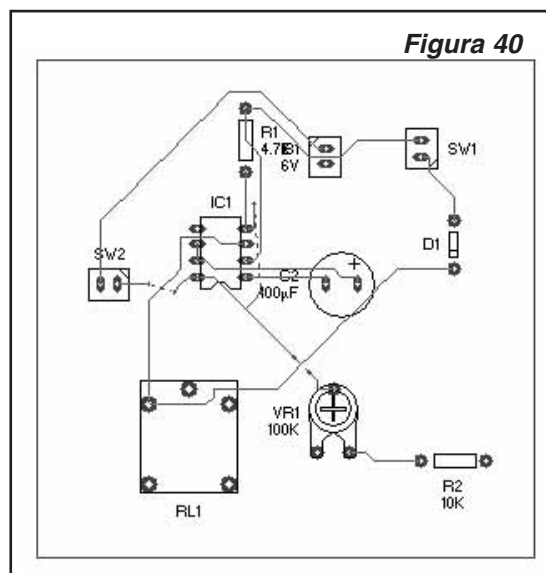 Figura 40
R1
4.7K
B1
6V
SW1
IC1
SW2
D1
C2
+
100µF
VR1
100K
R2
10K
RL1